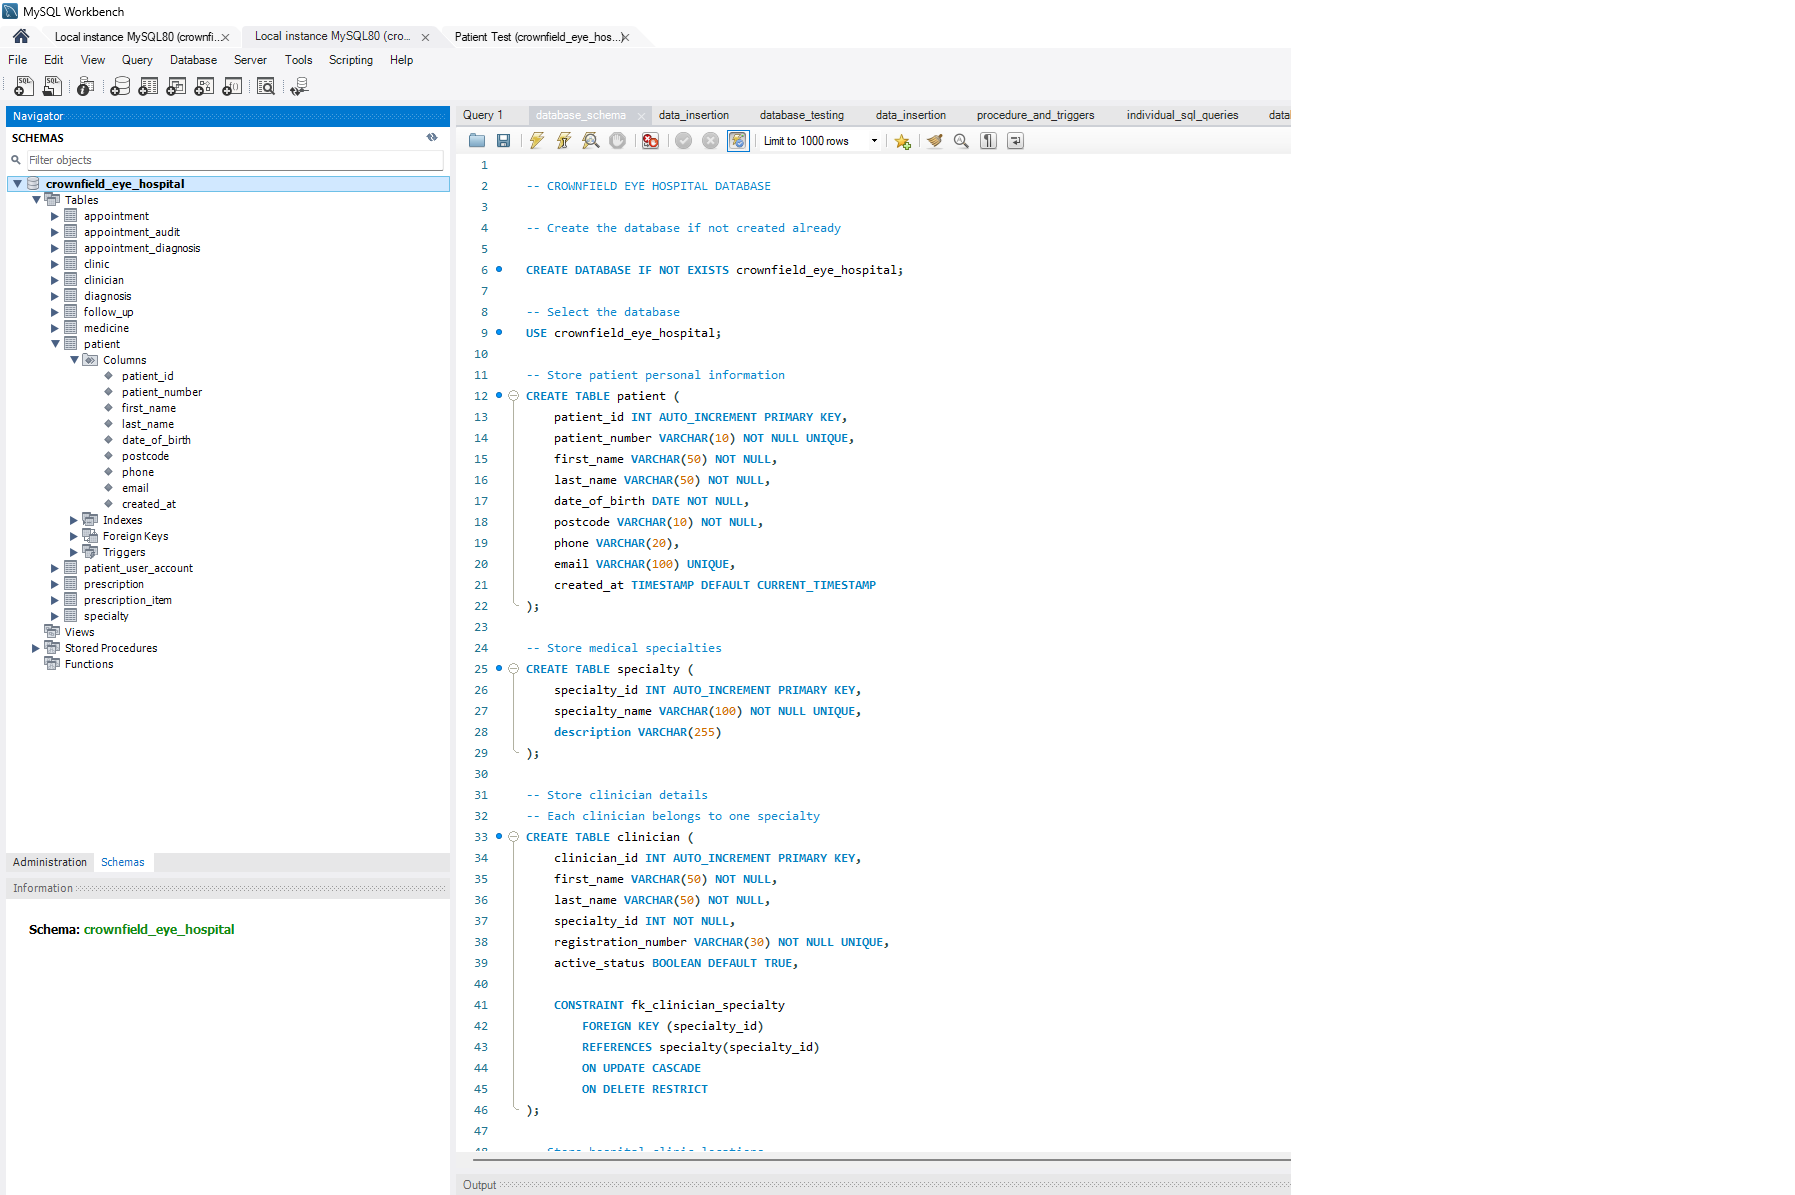 MySQL Workbench
Local instance MySQL80 (crownfi...
Local instance MySQL80 (cro...
Patient Test (crownfield_eye_hos...)
File Edit View Query Database Server Tools Scripting Help
Navigator
SCHEMAS
Filter objects
crownfield_eye_hospital
Tables
appointment
appointment_audit
appointment_diagnosis
clinic
clinician
diagnosis
follow_up
medicine
patient
Columns
patient_id
patient_number
first_name
last_name
date_of_birth
postcode
phone
email
created_at
Indexes
Foreign Keys
Triggers
patient_user_account
prescription
prescription_item
specialty
Views
Stored Procedures
Functions
Administration Schemas
Information
Schema: crownfield_eye_hospital
Query 1 database_schema data_insertion database_testing data_insertion procedure_and_triggers individual_sql_queries
Limit to 1000 rows
1
2 -- CROWNFIELD EYE HOSPITAL DATABASE
3
4 -- Create the database if not created already
5
6 CREATE DATABASE IF NOT EXISTS crownfield_eye_hospital;
7
8 -- Select the database
9 USE crownfield_eye_hospital;
10
11 -- Store patient personal information
12 CREATE TABLE patient (
13 patient_id INT AUTO_INCREMENT PRIMARY KEY,
14 patient_number VARCHAR(10) NOT NULL UNIQUE,
15 first_name VARCHAR(50) NOT NULL,
16 last_name VARCHAR(50) NOT NULL,
17 date_of_birth DATE NOT NULL,
18 postcode VARCHAR(10) NOT NULL,
19 phone VARCHAR(20),
20 email VARCHAR(100) UNIQUE,
21 created_at TIMESTAMP DEFAULT CURRENT_TIMESTAMP
22 );
23
24 -- Store medical specialties
25 CREATE TABLE specialty (
26 specialty_id INT AUTO_INCREMENT PRIMARY KEY,
27 specialty_name VARCHAR(100) NOT NULL UNIQUE,
28 description VARCHAR(255)
29 );
30
31 -- Store clinician details
32 -- Each clinician belongs to one specialty
33 CREATE TABLE clinician (
34 clinician_id INT AUTO_INCREMENT PRIMARY KEY,
35 first_name VARCHAR(50) NOT NULL,
36 last_name VARCHAR(50) NOT NULL,
37 specialty_id INT NOT NULL,
38 registration_number VARCHAR(30) NOT NULL UNIQUE,
39 active_status BOOLEAN DEFAULT TRUE,
40
41 CONSTRAINT fk_clinician_specialty
42 FOREIGN KEY (specialty_id)
43 REFERENCES specialty(specialty_id)
44 ON UPDATE CASCADE
45 ON DELETE RESTRICT
46 );
47
Output